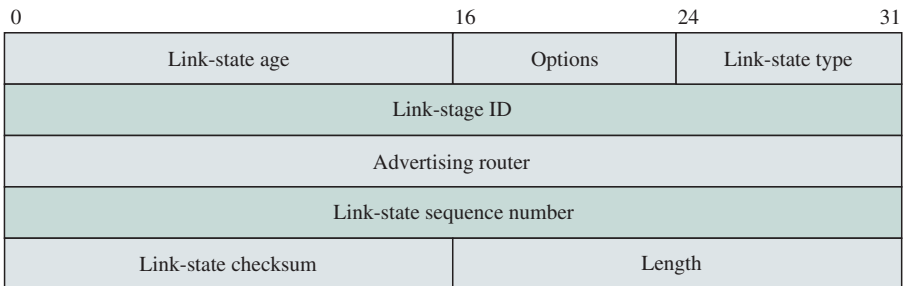 0 16 24 31
Link-state age Options Link-state type
Link-stage ID
Advertising router
Link-state sequence number
Link-state checksum Length